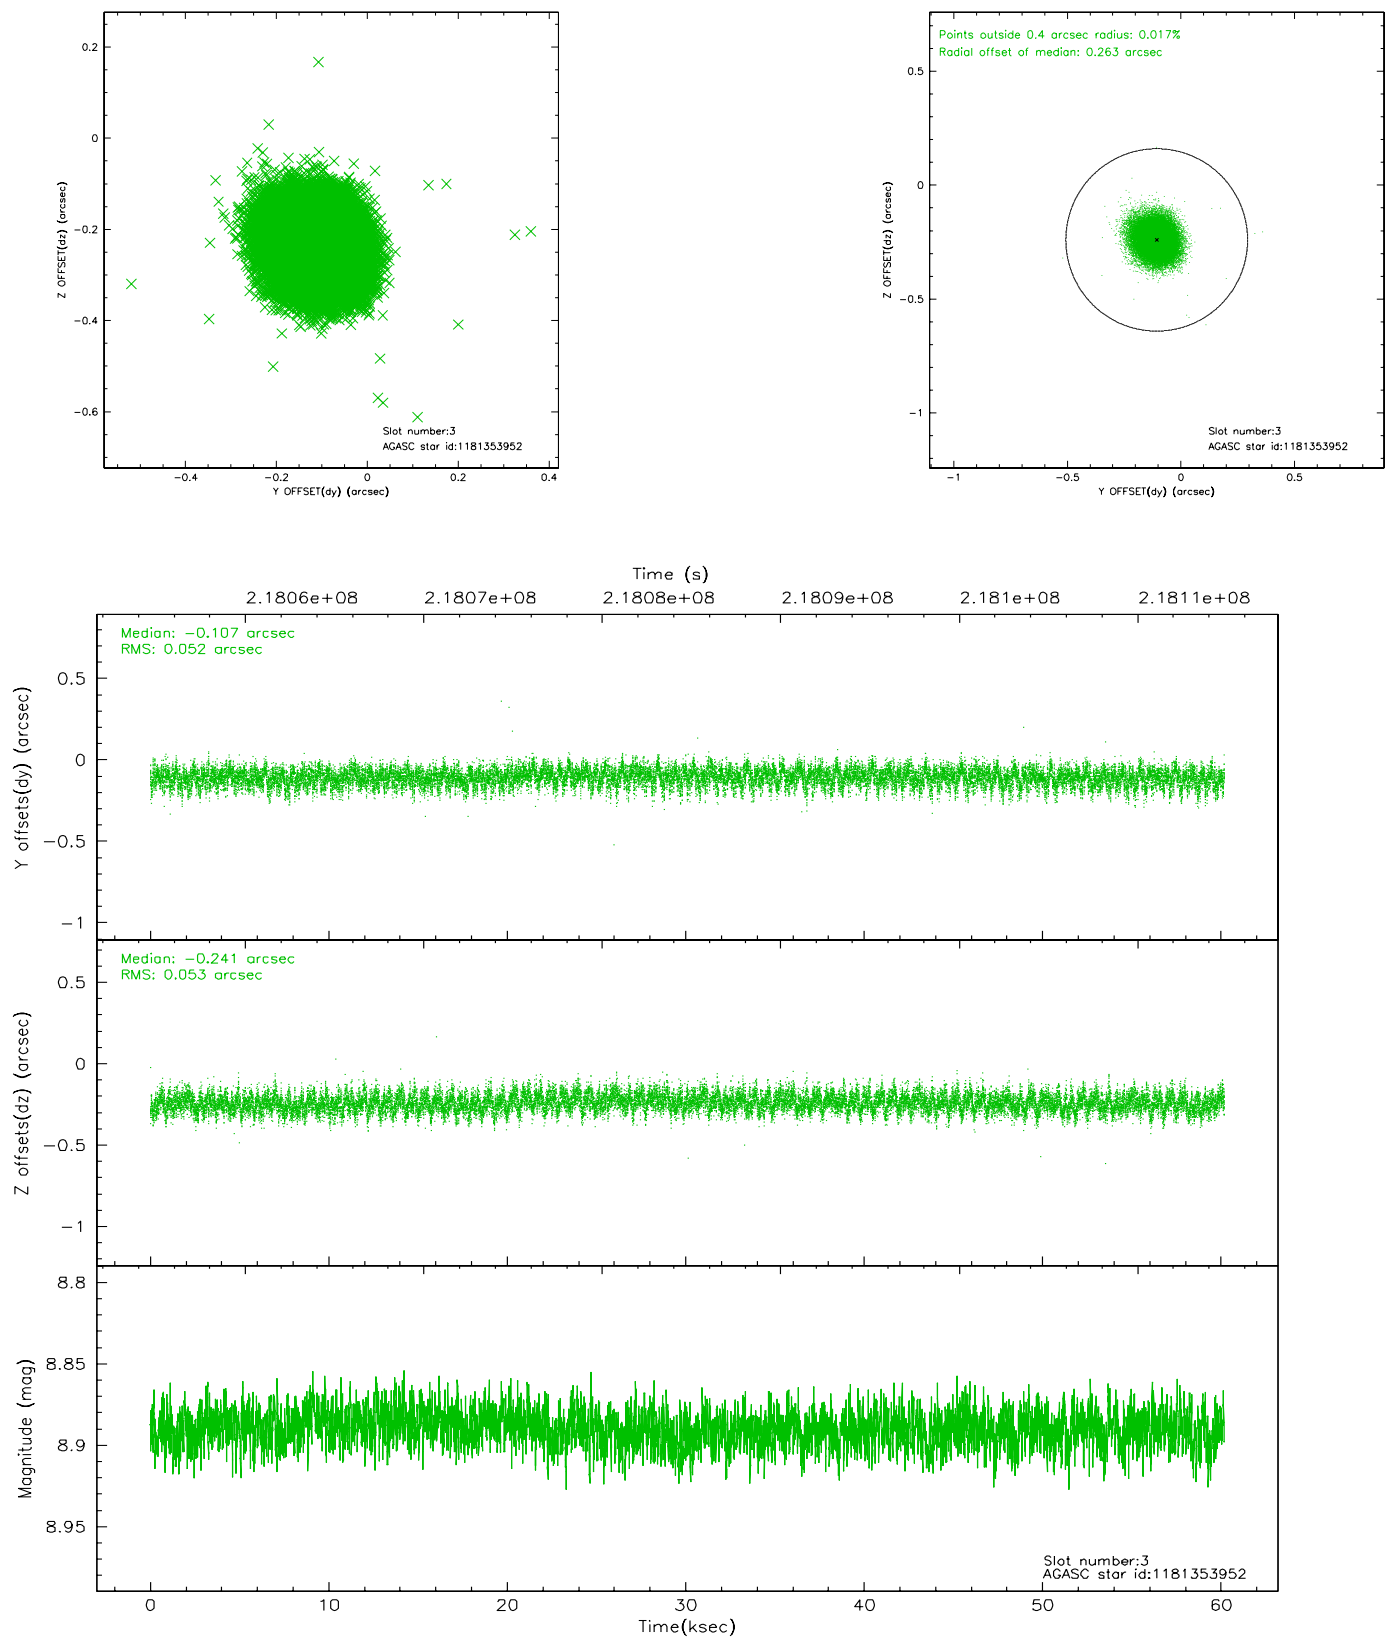 0.2
0
−0.2
−0.4
−0.6
Z OFFSET(dz) (arcsec)
Slot number:3
AGASC star id:1181353952
−0.4 −0.2 0 0.2 0.4
Y OFFSET(dy) (arcsec)
Points outside 0.4 arcsec radius: 0.017%
Radial offset of median: 0.263 arcsec
0.5
0
−0.5
−1
Z OFFSET(dz) (arcsec)
Slot number:3
AGASC star id:1181353952
−1 −0.5 0 0.5
Y OFFSET(dy) (arcsec)
Time (s)
2.1806e+08 2.1807e+08 2.1808e+08 2.1809e+08 2.181e+08 2.1811e+08
Median: −0.107 arcsec
RMS: 0.052 arcsec
0.5
0
−0.5
−1
Y offsets(dy) (arcsec)
Median: −0.241 arcsec
RMS: 0.053 arcsec
0.5
0
−0.5
−1
Z offsets(dz) (arcsec)
8.8
8.85
8.9
8.95
Magnitude (mag)
Slot number:3
AGASC star id:1181353952
0 10 20 30 40 50 60
Time(ksec)